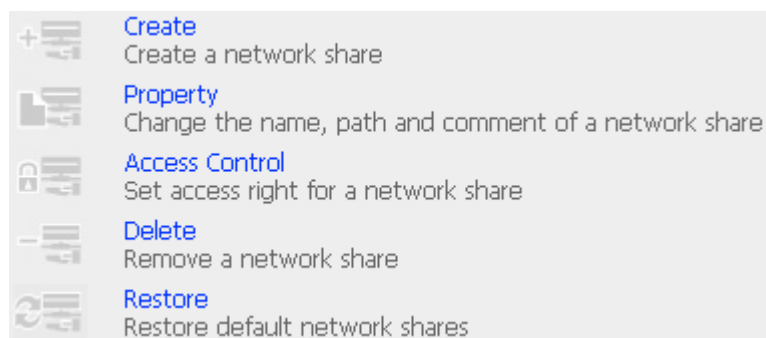 Create
Create a network share
Property
Change the name, path and comment of a network share
Access Control
Set access right for a network share
Delete
Remove a network share
Restore
Restore default network shares